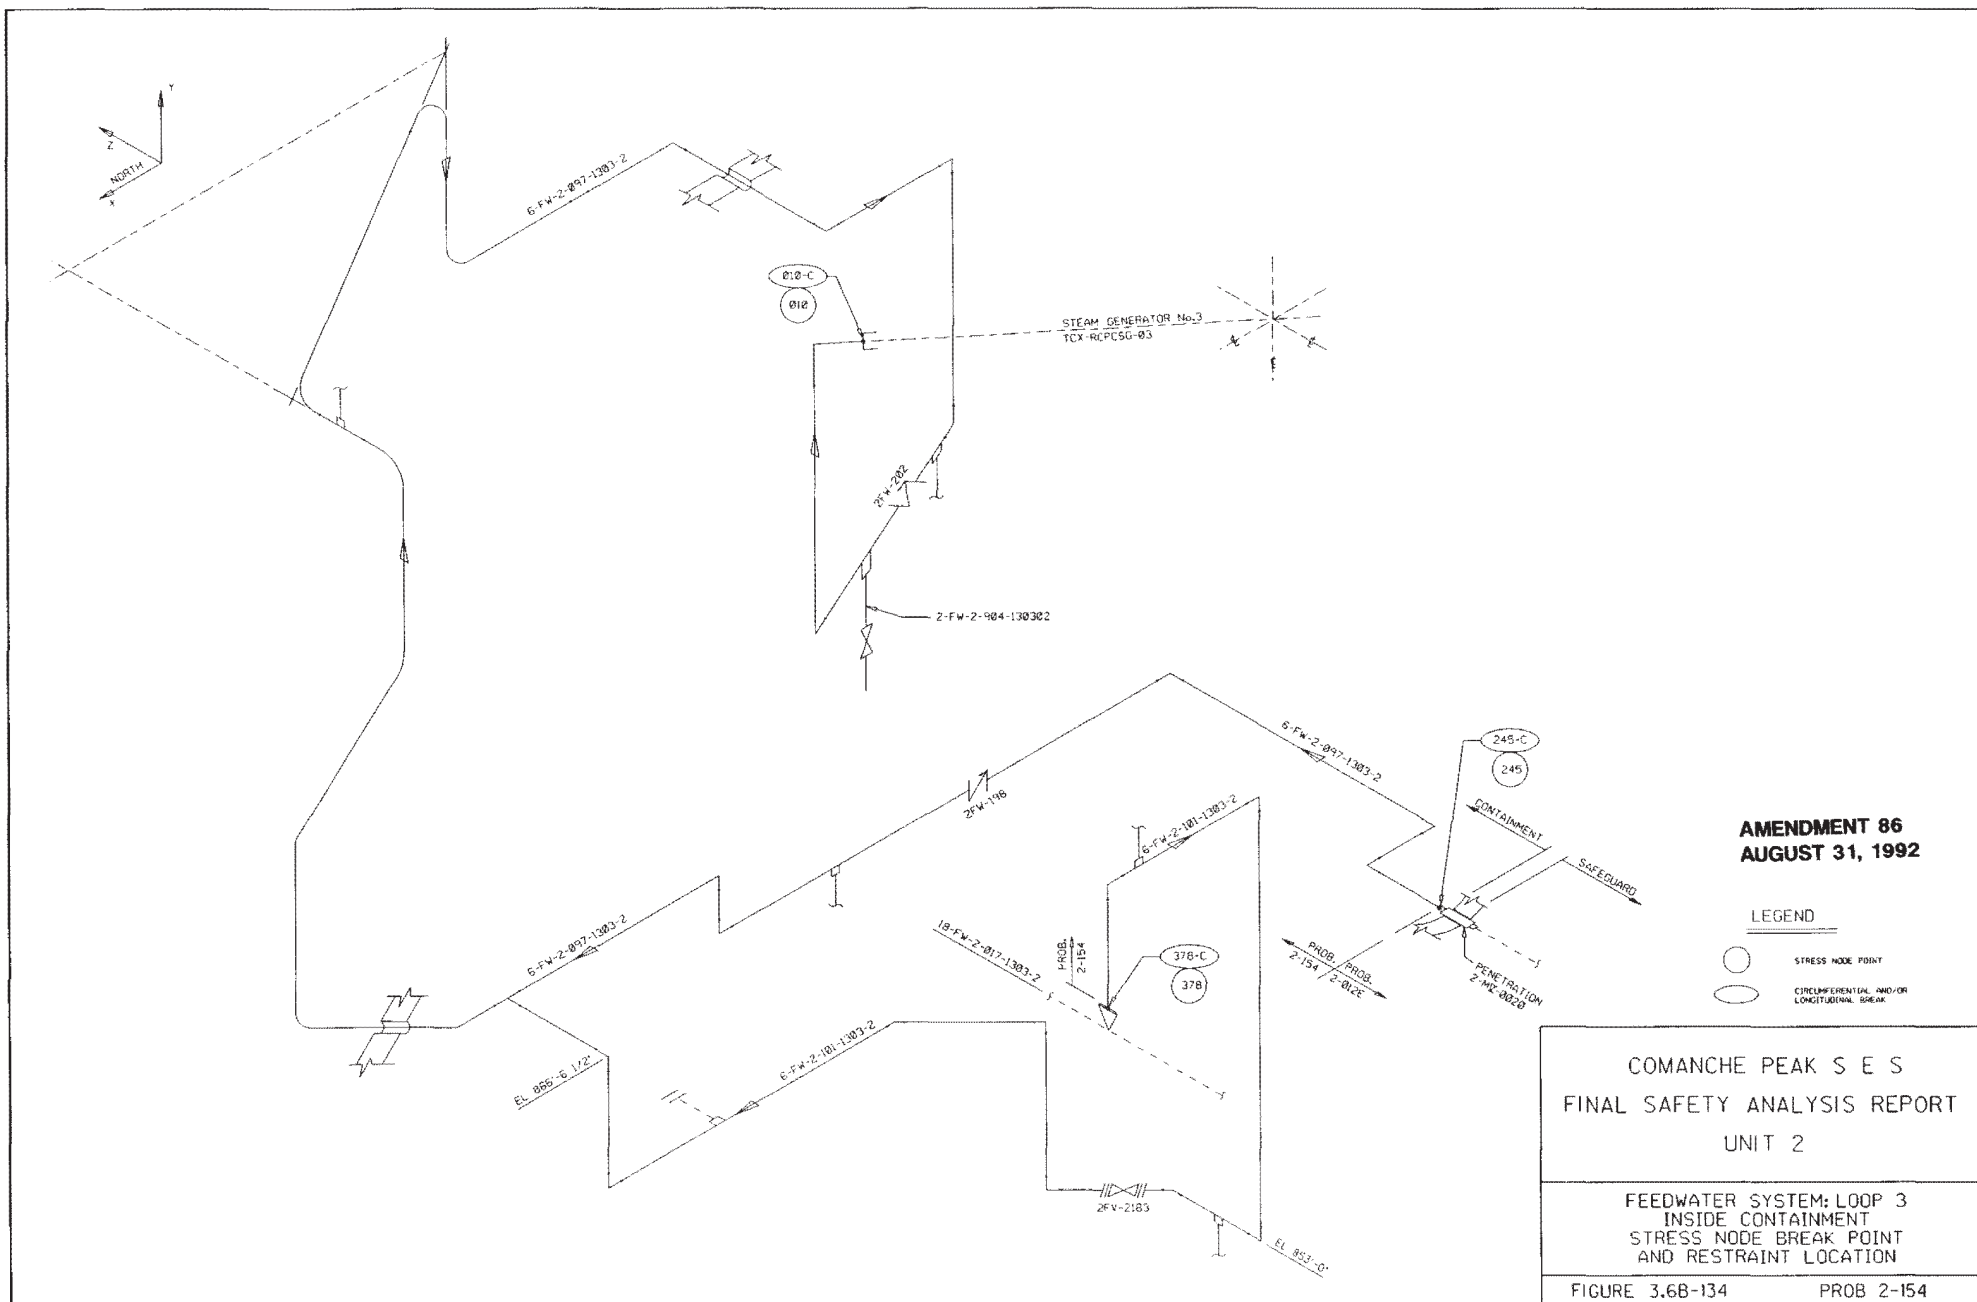 Y
Z
NORTH
X
6-FW-2-097-1303-2
010-C
010
STEAM GENERATOR No.3
TCX-RCPCSG-03
2FW-202
2-FW-2-904-130302
6-FW-2-097-1303-2
245-C
245
CONTAINMENT
SAFEGUARD
2FW-198
6-FW-2-101-1303-2
AMENDMENT 86
AUGUST 31, 1992
LEGEND
STRESS NODE POINT
CIRCUMFERENTIAL AND/OR
LONGITUDINAL BREAK
6-FW-2-097-1303-2
18-FW-2-017-1303-2
PROB.
2-154
378-C
378
PROB. PROB.
2-154 2-012E
PENETRATION
2-MIV-0020
EL 866'-6 1/2"
6-FW-2-101-1303-2
2FV-2183
EL 853'-0"
COMANCHE PEAK S E S
FINAL SAFETY ANALYSIS REPORT
UNIT 2
FEEDWATER SYSTEM: LOOP 3
INSIDE CONTAINMENT
STRESS NODE BREAK POINT
AND RESTRAINT LOCATION
FIGURE 3.6B-134 PROB 2-154